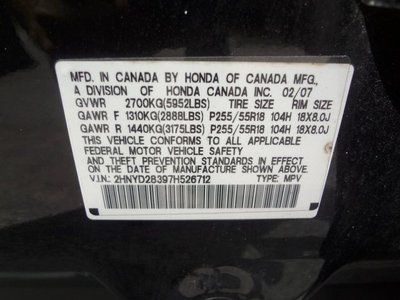 MFD. IN CANADA BY HONDA OF CANADA MFG.,
A DIVISION OF HONDA CANADA INC. 02/07
GVWR 2700KG(5952LBS) TIRE SIZE RIM SIZE
GAWR F 1310KG(2888LBS) P255/55R18 104H 18X8.0J
GAWR R 1440KG(3175LBS) P255/55R18 104H 18X8.0J
THIS VEHICLE CONFORMS TO ALL APPLICABLE
FEDERAL MOTOR VEHICLE SAFETY AND
THEFT PREVENTION STANDARDS IN EFFECT
ON THE DATE OF MANUFACTURE SHOWN ABOVE.
V.I.N.: 2HNYD28397H526712 TYPE: MPV